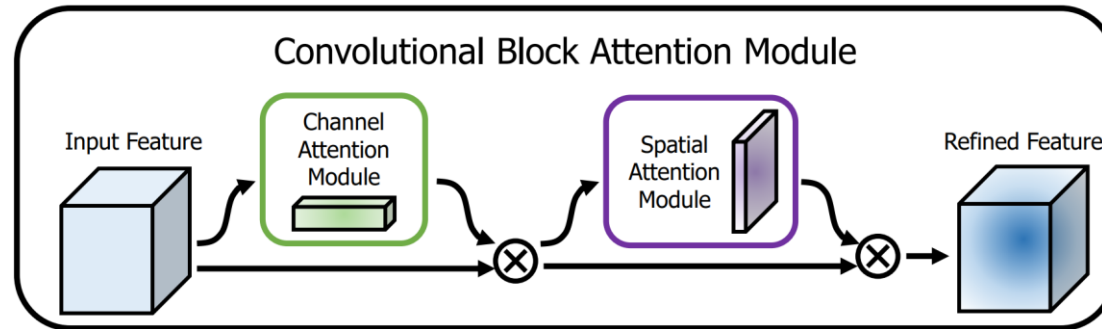 Convolutional Block Attention Module
Input Feature
Channel
Attention
Module
Spatial
Attention
Module
Refined Feature